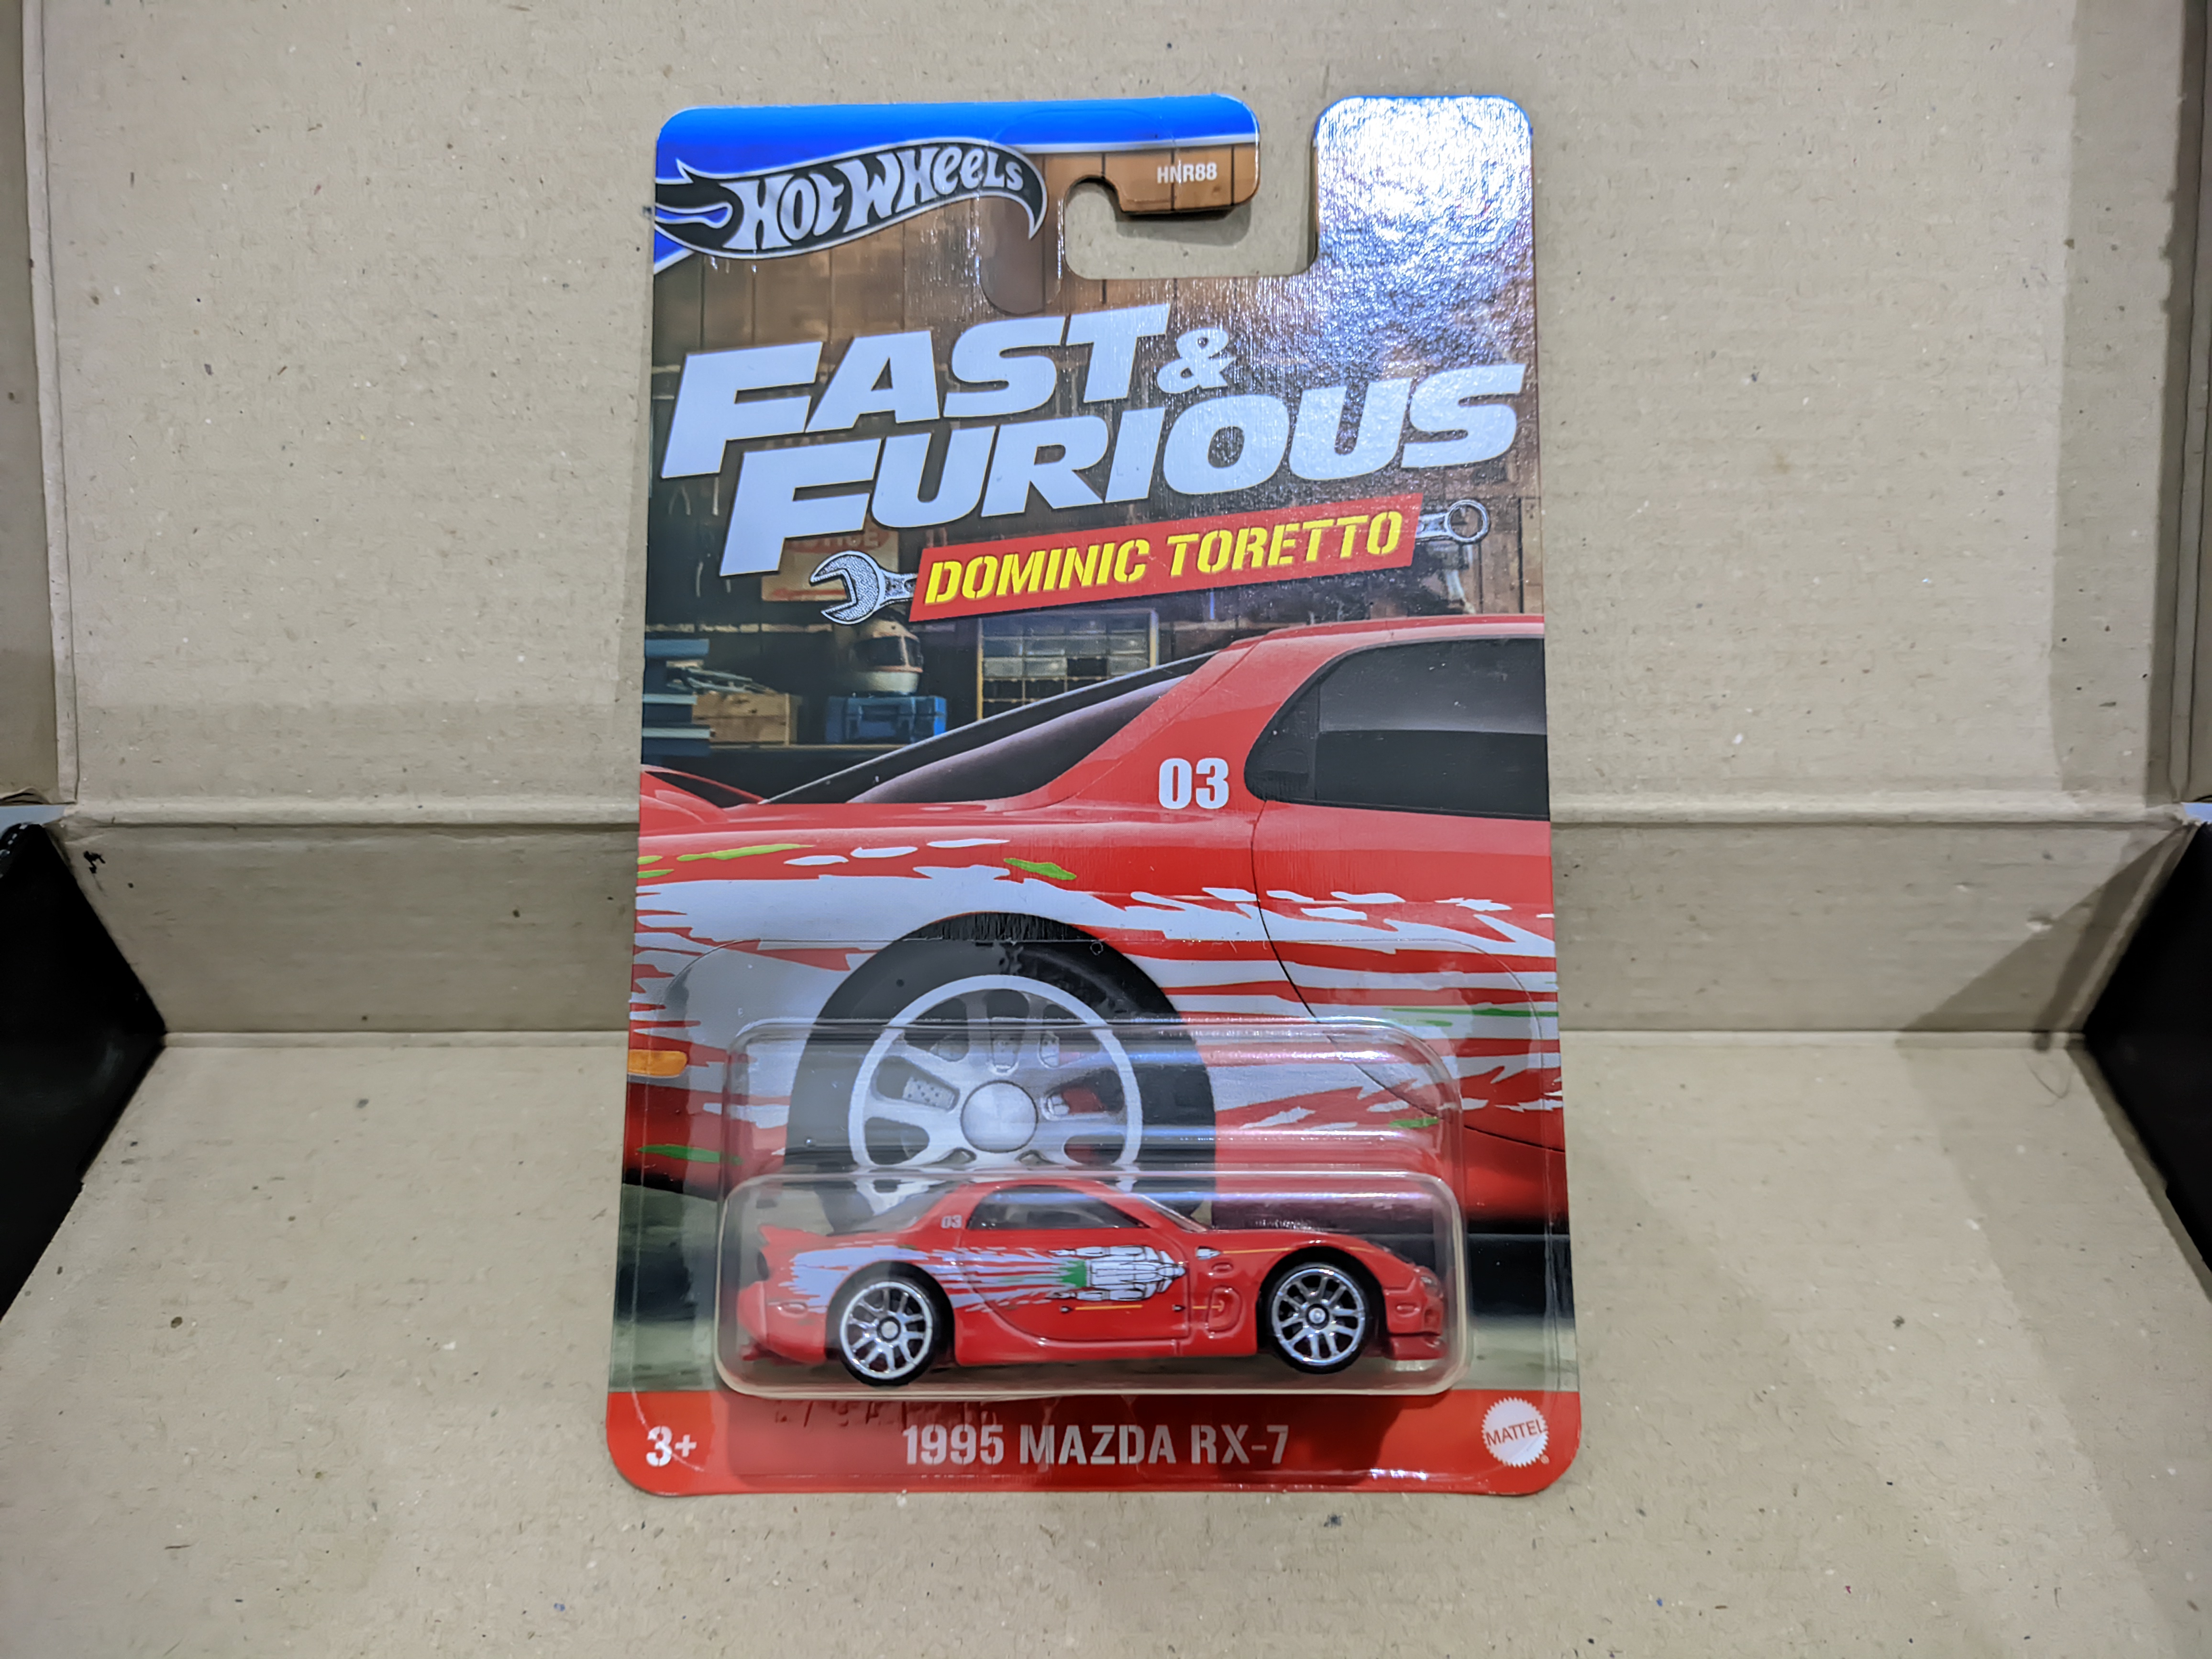 HOT WHEELS
HNR88
FAST &
FURIOUS
DOMINIC TORETTO
03
03
3+
1995 MAZDA RX-7
MATTEL